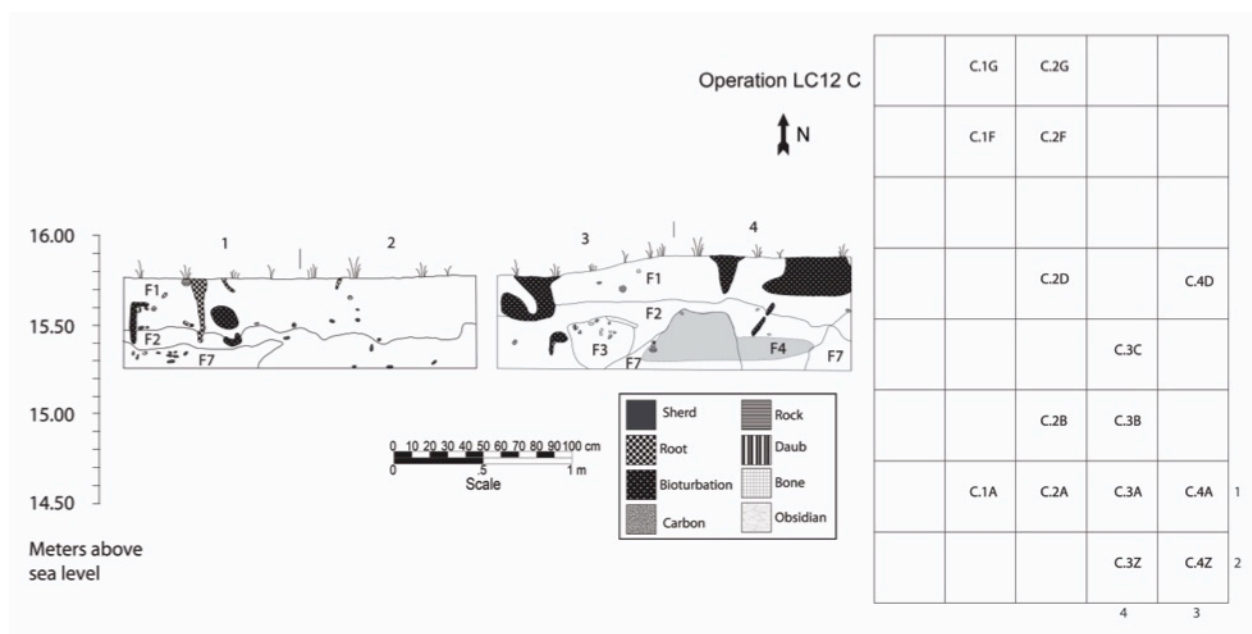 Operation LC12 C
N
16.00
15.50
15.00
14.50
Meters above
sea level
1
2
F1
F2
F7
3
4
F1
F2
F3
F7
F4
F7
0 10 20 30 40 50 60 70 80 90 100 cm
0 .5 1 m
Scale
Sherd
Rock
Root
Daub
Bioturbation
Bone
Carbon
Obsidian
C.1G C.2G
C.1F C.2F
C.2D C.4D
C.3C
C.2B C.3B
C.1A C.2A C.3A C.4A 1
C.3Z C.4Z 2
4 3